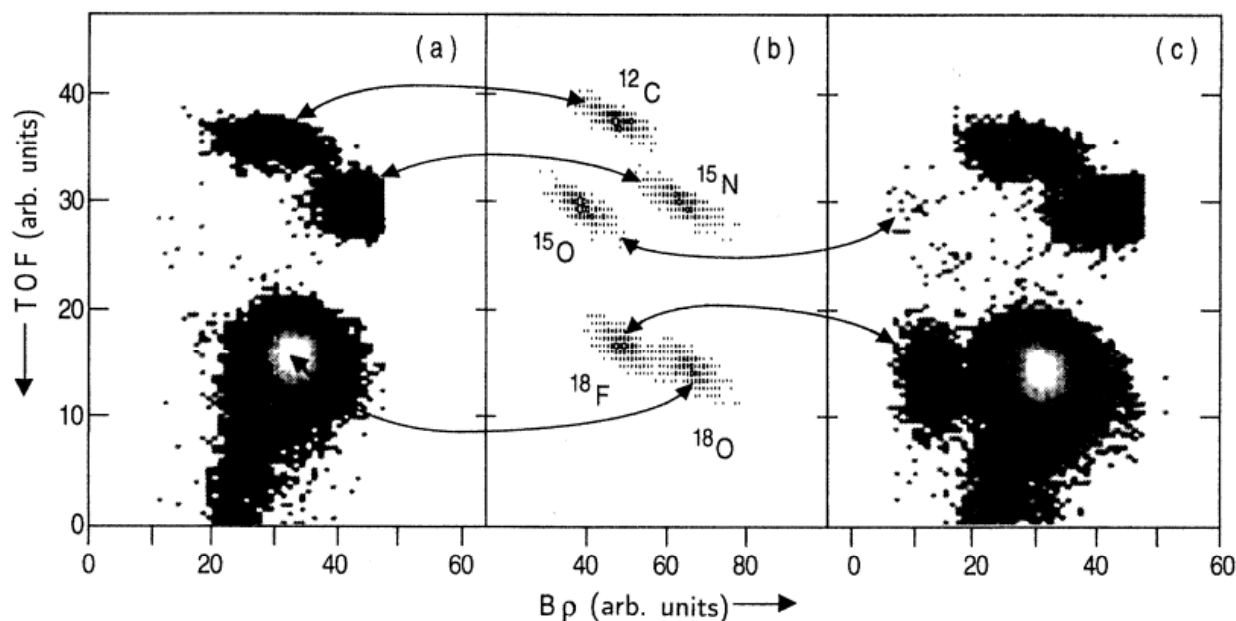 (a) (b) (c)
¹²C
40
¹⁵N
30
¹⁵O
20
¹⁸F
10
¹⁸O
0
0 20 40 60 40 60 80 0 20 40 60
TOF (arb. units)
Bρ (arb. units)